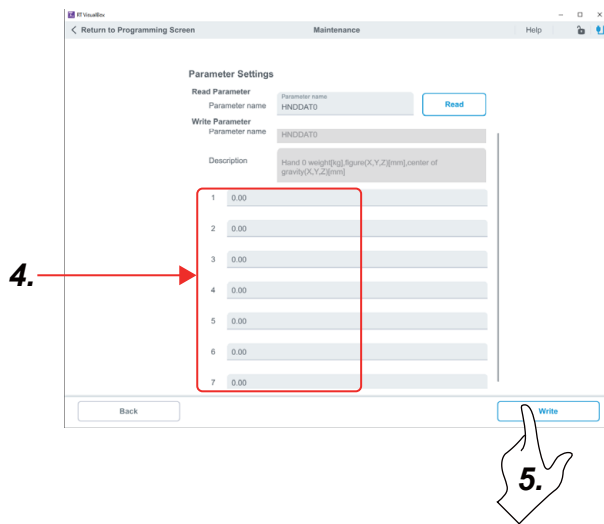 RT VisualBox
Return to Programming Screen Maintenance Help
Parameter Settings
Read Parameter
Parameter name Parameter name
HNDDAT0 Read
Write Parameter
Parameter name HNDDAT0
Description Hand 0 weight[kg],figure(X,Y,Z)[mm],center of
gravity(X,Y,Z)[mm]
1 0.00
2 0.00
3 0.00
4.
4 0.00
5 0.00
6 0.00
7 0.00
Back Write
5.